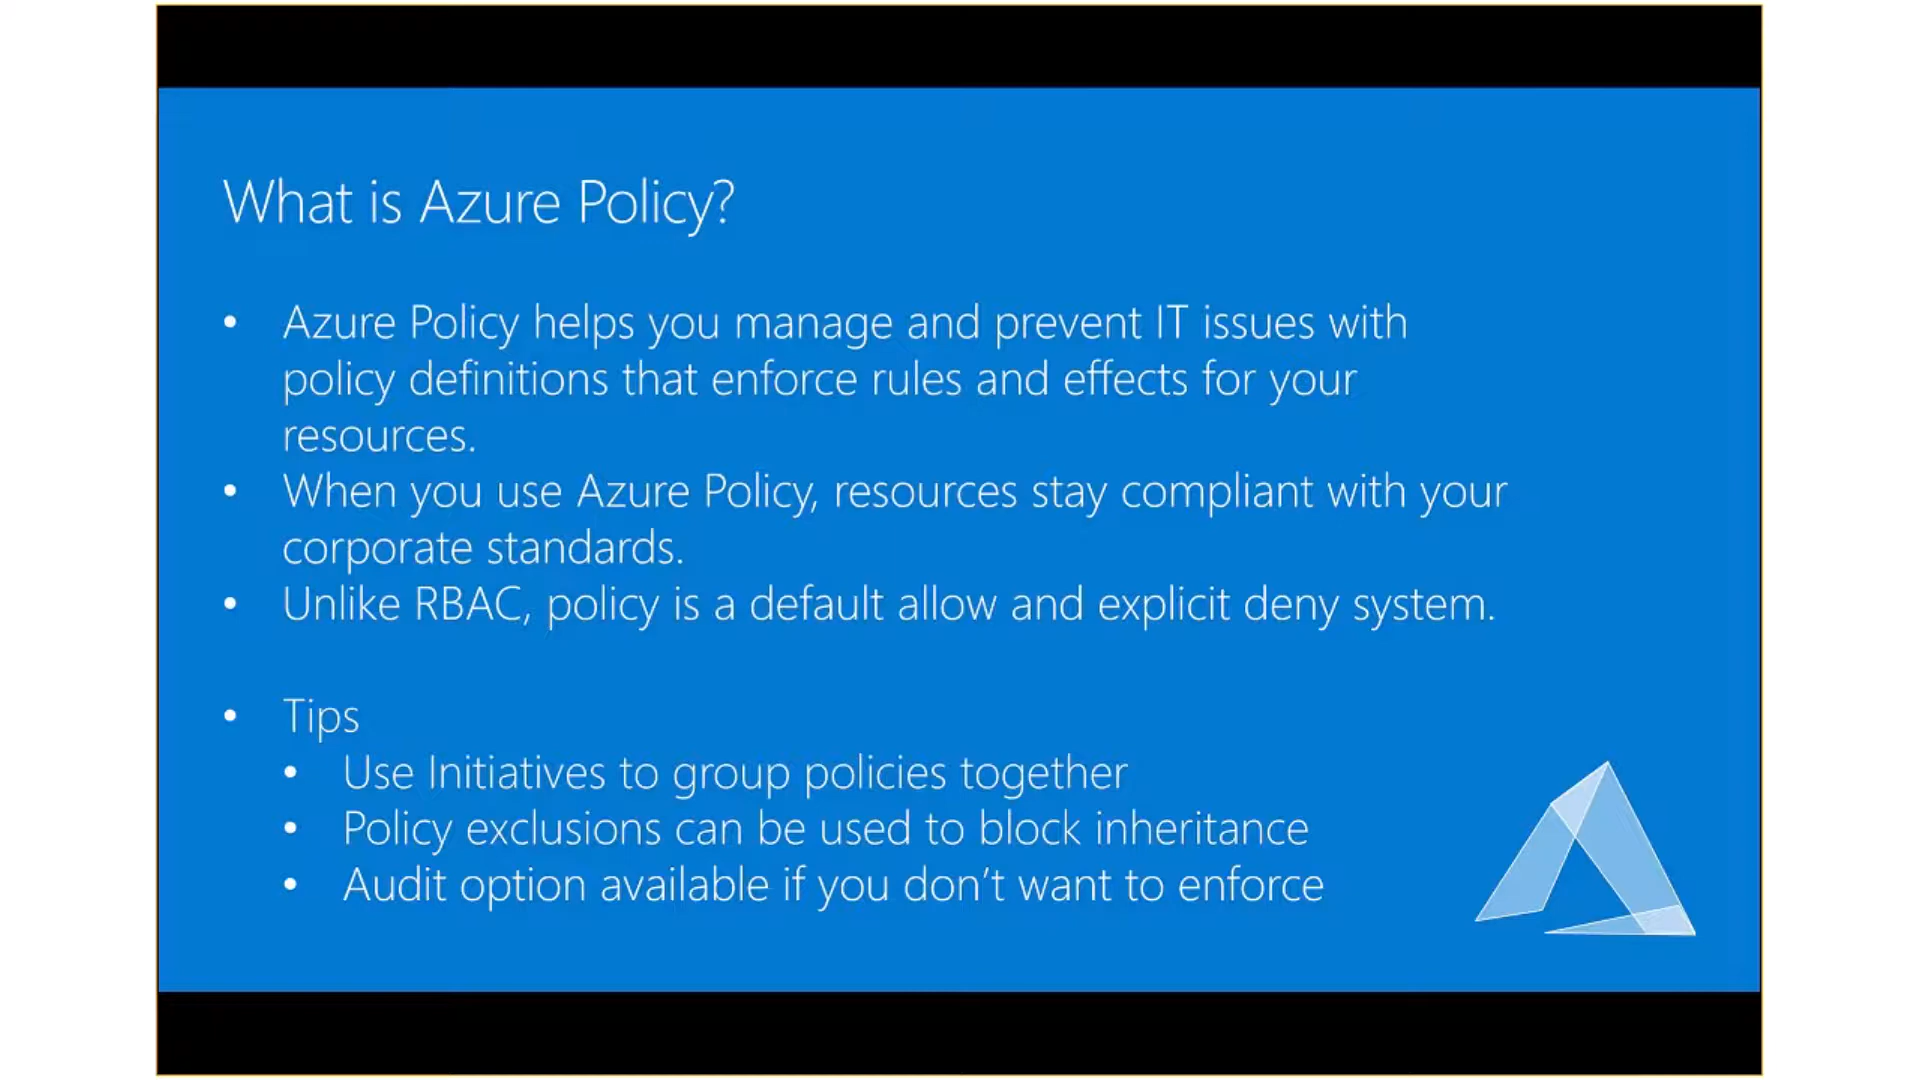 What is Azure Policy?
• Azure Policy helps you manage and prevent IT issues with
policy definitions that enforce rules and effects for your
resources.
• When you use Azure Policy, resources stay compliant with your
corporate standards.
• Unlike RBAC, policy is a default allow and explicit deny system.
• Tips
• Use Initiatives to group policies together
• Policy exclusions can be used to block inheritance
• Audit option available if you don’t want to enforce